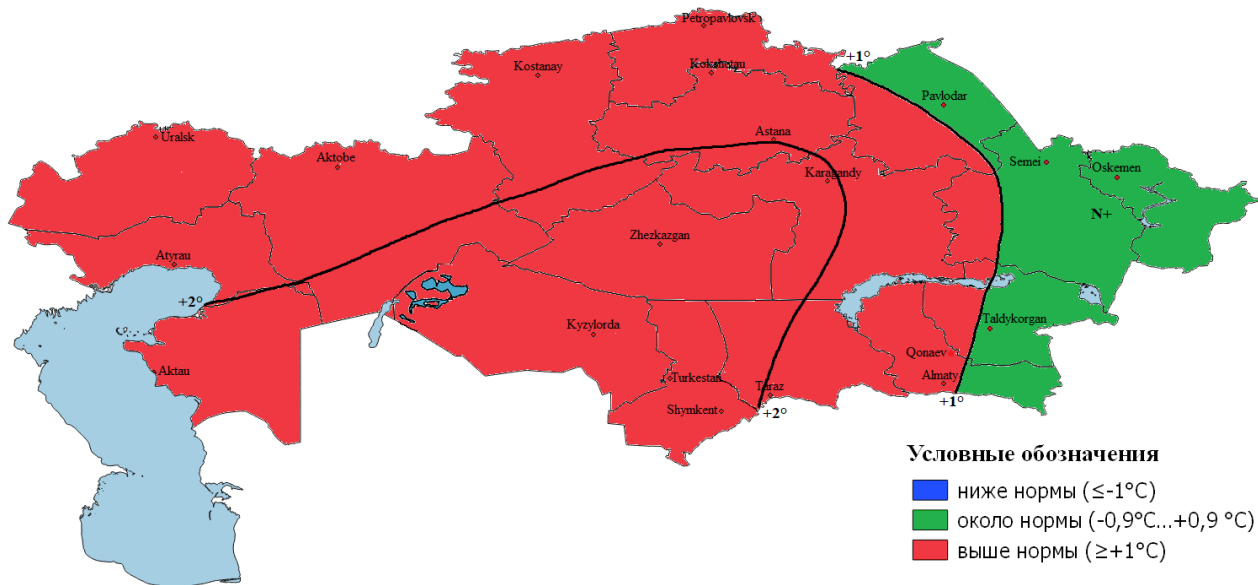 Petropavlovsk
Kostanay
Kokshetau
+1°
Pavlodar
Uralsk
Astana
Aktobe
Semei
Oskemen
Karagandy
N+
Zhezkazgan
Atyrau
+2°
Kyzylorda
Taldykorgan
Qonaev
Aktau
Turkestan
Almaty
Taraz
+1°
Shymkent
+2°
Условные обозначения
ниже нормы (≤-1°C)
около нормы (-0,9°C...+0,9 °C)
выше нормы (≥+1°C)